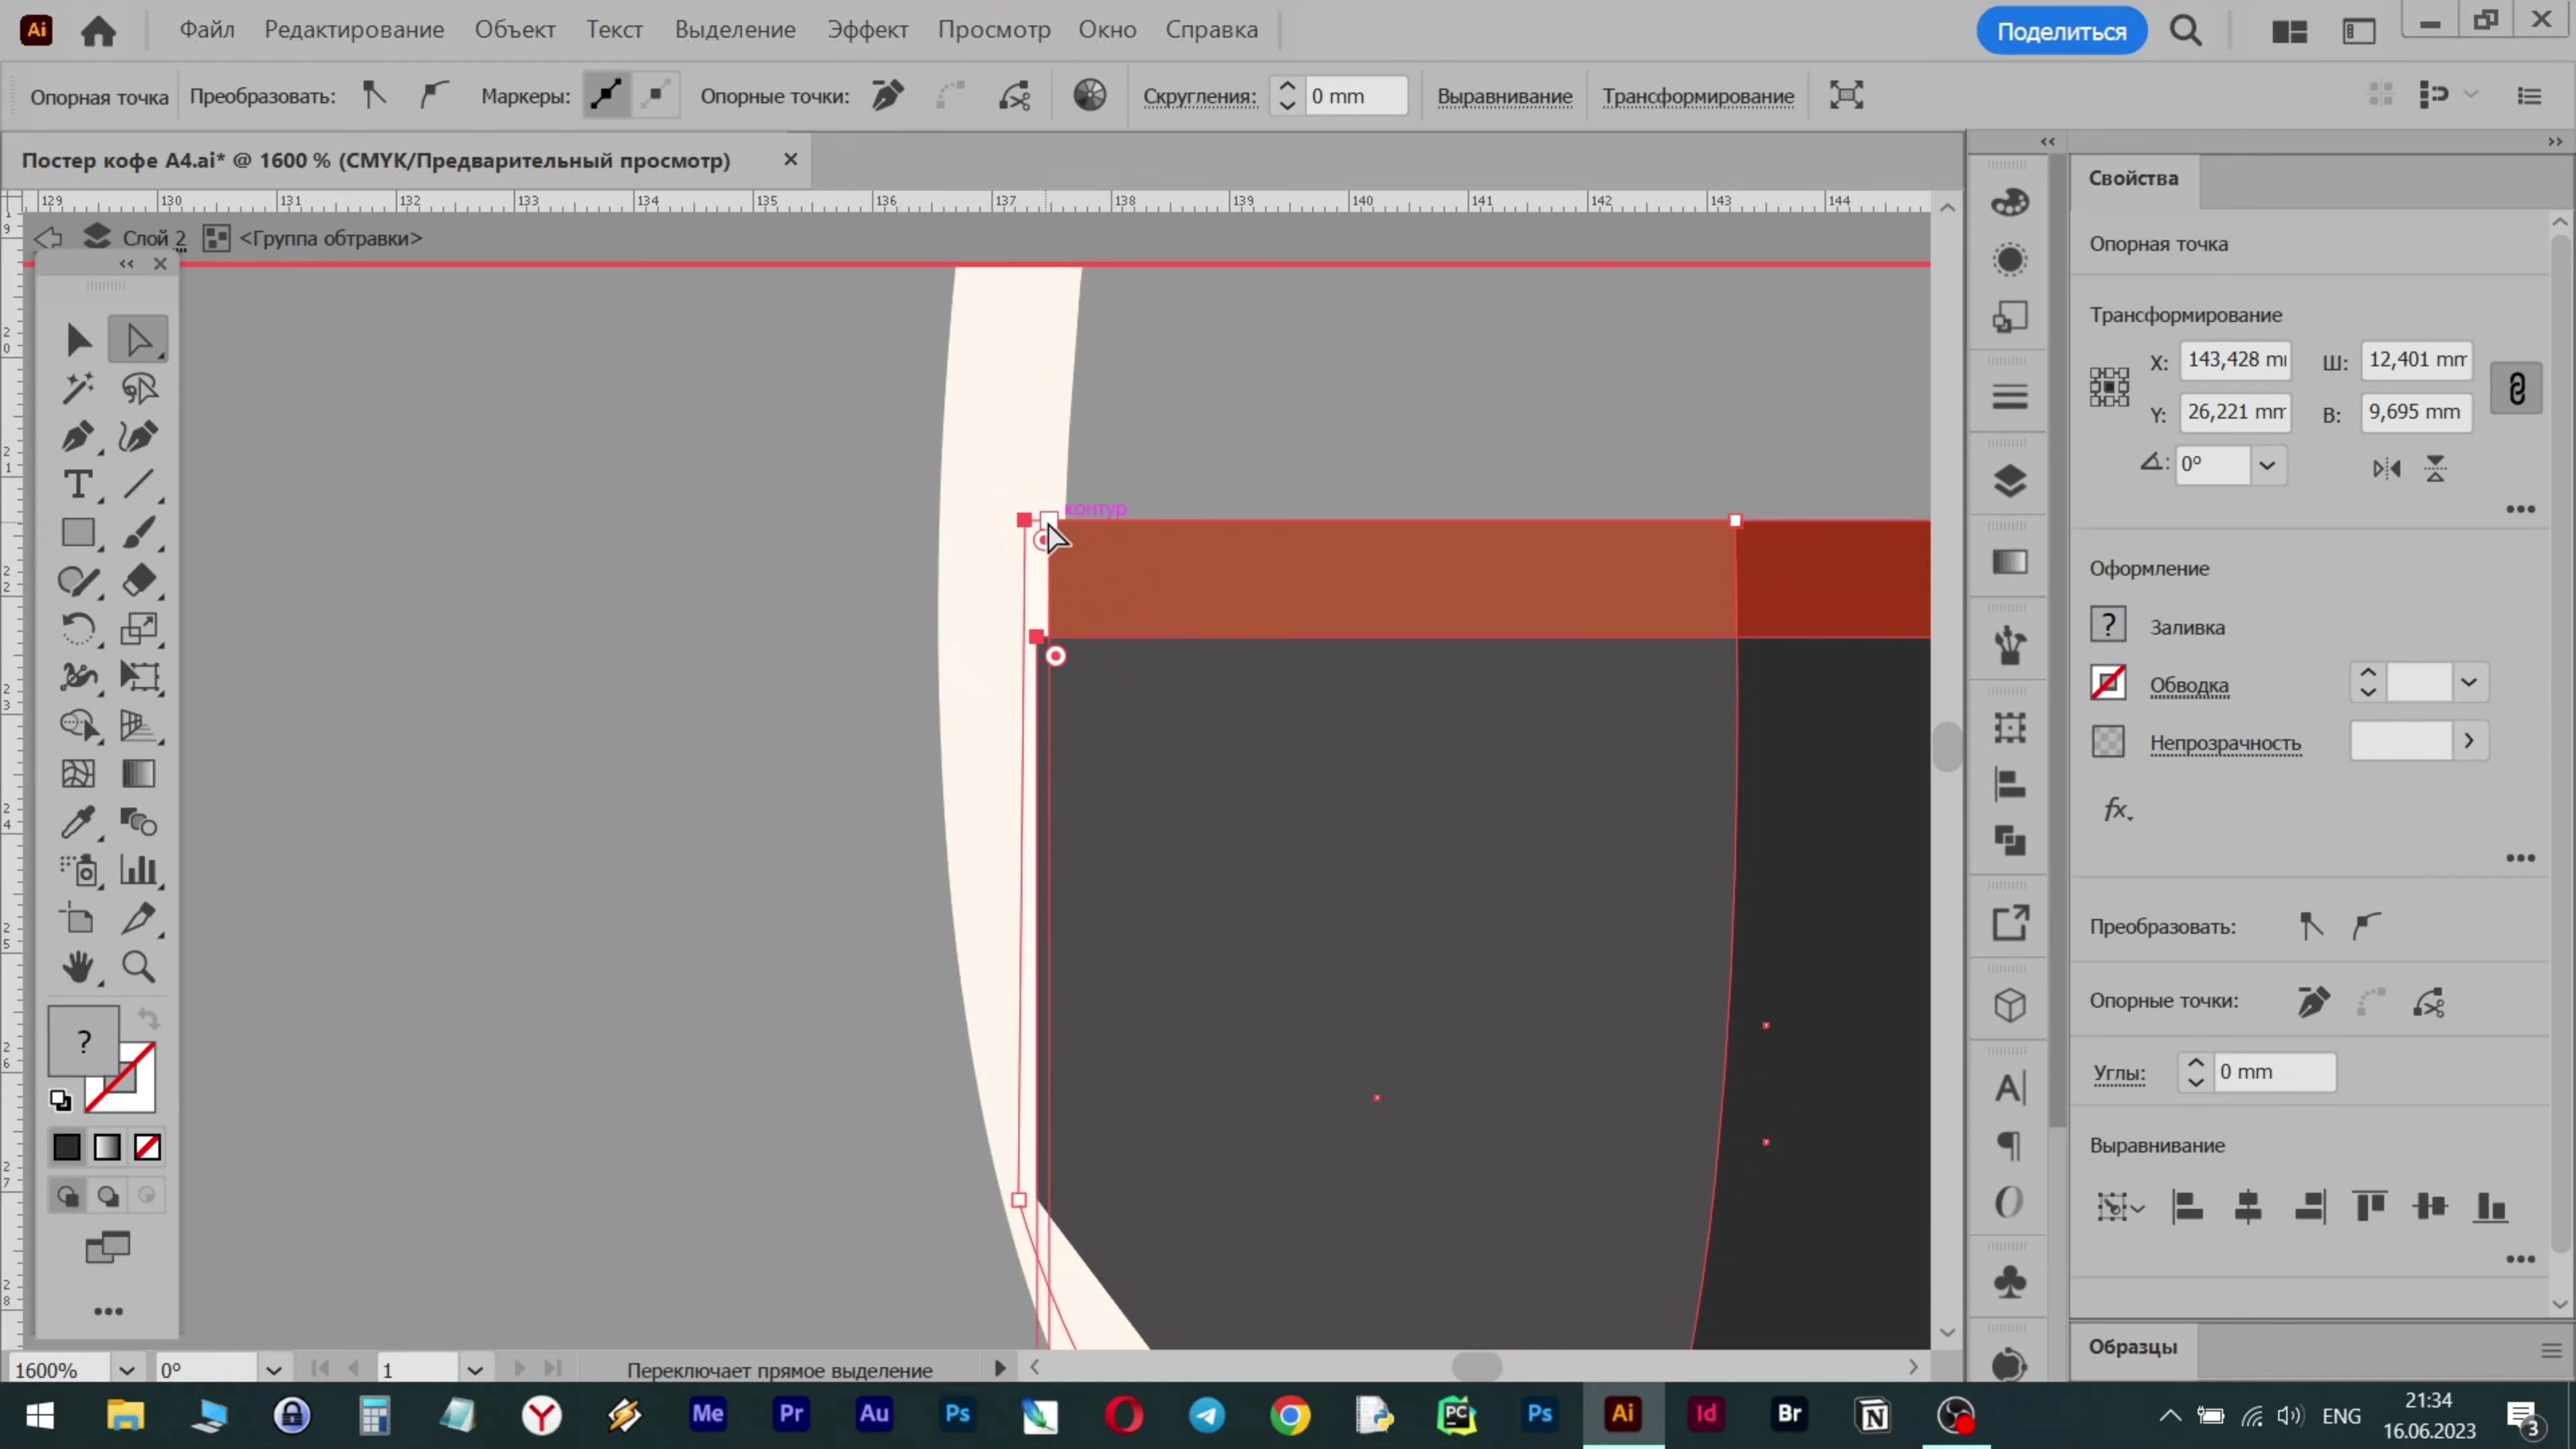 Ai Файл Редактирование Объект Текст Выделение Эффект Просмотр Окно Справка Поделиться
Опорная точка Преобразовать: Маркеры: Опорные точки: Скругления: 0 mm Выравнивание Трансформирование
Постер кофе А4.ai* @ 1600 % (CMYK/Предварительный просмотр) ×
129 130 131 132 133 134 135 136 137 138 139 140 141 142 143 144
Слой 2 <Группа обтравки>
контур
Свойства
Опорная точка
Трансформирование
X: 143,428 Ш: 12,401
Y: 26,221 В: 9,695 mm
0°
Оформление
? Заливка
Обводка
Непрозрачность
fx
Преобразовать:
Опорные точки:
Углы: 0 mm
Выравнивание
Образцы
?
1600% 0° 1 Переключает прямое выделение
Me Pr Au Ps PC Ps Ai Id Br N ENG 21:34
16.06.2023 3